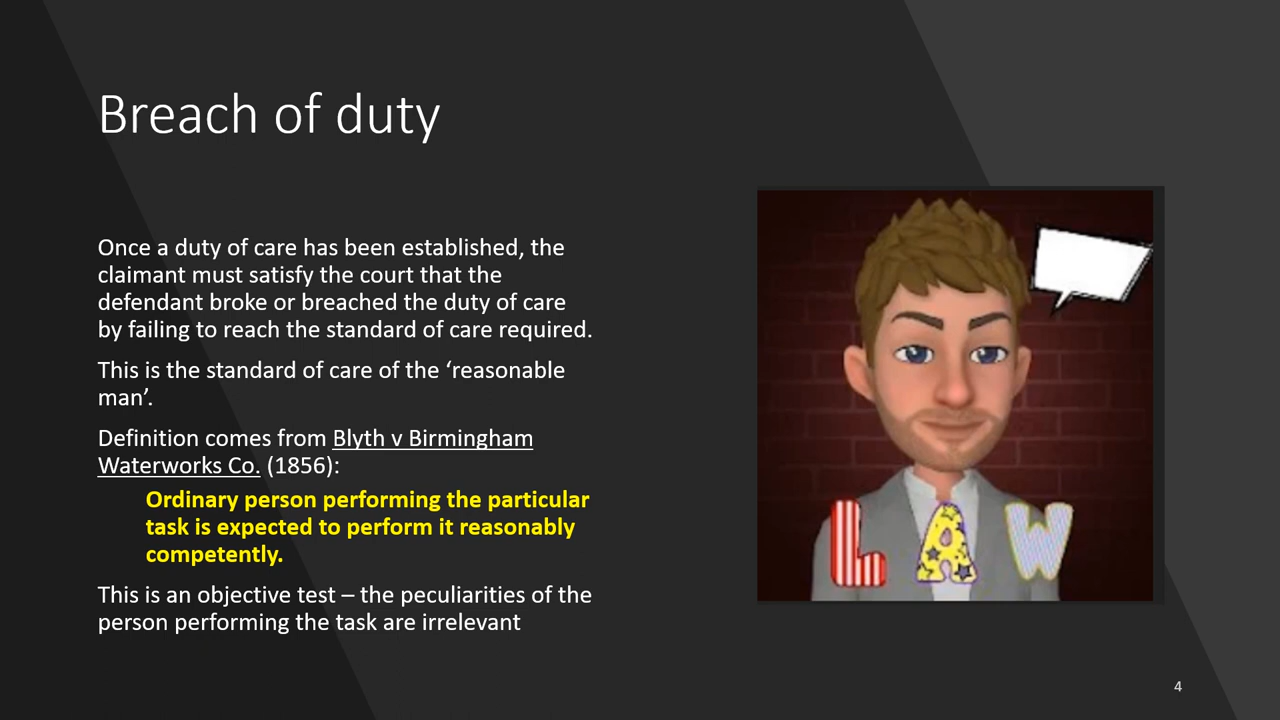 Breach of duty
Once a duty of care has been established, the
claimant must satisfy the court that the
defendant broke or breached the duty of care
by failing to reach the standard of care required.
This is the standard of care of the ‘reasonable
man’.
Definition comes from Blyth v Birmingham
Waterworks Co. (1856):
Ordinary person performing the particular
task is expected to perform it reasonably
competently.
This is an objective test – the peculiarities of the
person performing the task are irrelevant
LAW
4